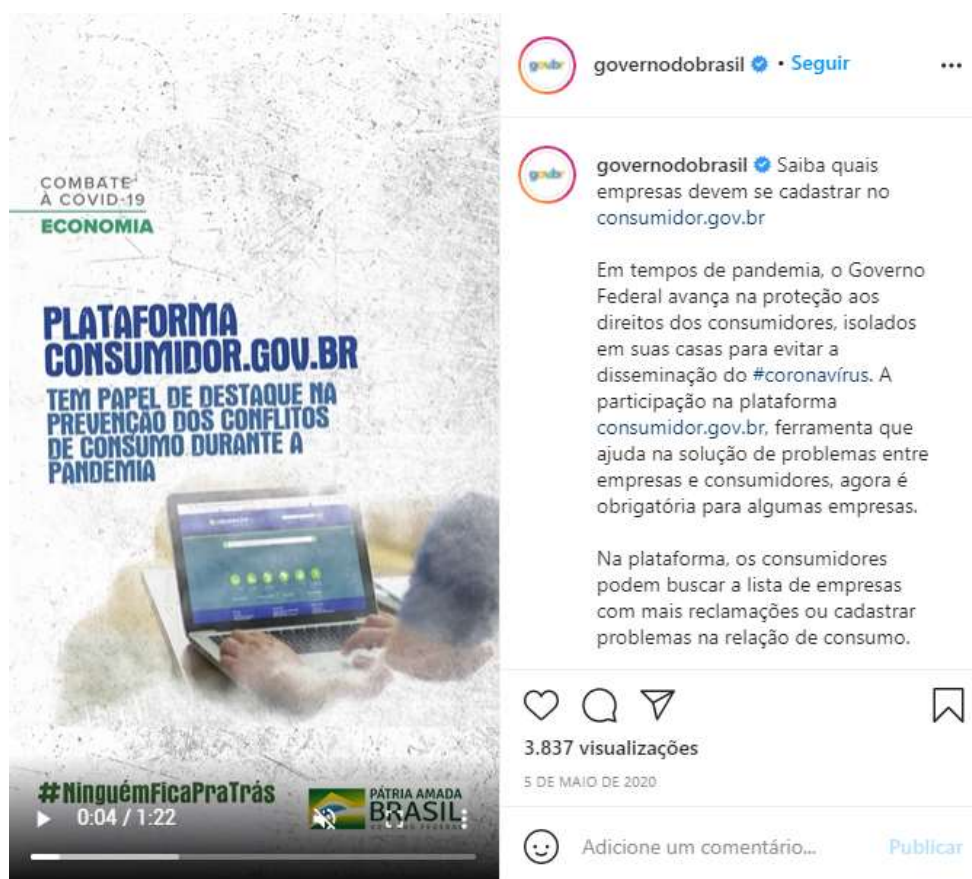 COMBATE
À COVID-19
ECONOMIA
PLATAFORMA
CONSUMIDOR.GOV.BR
TEM PAPEL DE DESTAQUE NA
PREVENÇÃO DOS CONFLITOS
DE CONSUMO DURANTE A
PANDEMIA
#NinguémFicaPraTrás
PÁTRIA AMADA
BRASIL
0:04 / 1:22
govbr
governodobrasil • Seguir
govbr
governodobrasil Saiba quais
empresas devem se cadastrar no
consumidor.gov.br
Em tempos de pandemia, o Governo
Federal avança na proteção aos
direitos dos consumidores, isolados
em suas casas para evitar a
disseminação do #coronavírus. A
participação na plataforma
consumidor.gov.br, ferramenta que
ajuda na solução de problemas entre
empresas e consumidores, agora é
obrigatória para algumas empresas.
Na plataforma, os consumidores
podem buscar a lista de empresas
com mais reclamações ou cadastrar
problemas na relação de consumo.
3.837 visualizações
5 DE MAIO DE 2020
Adicione um comentário... Publicar